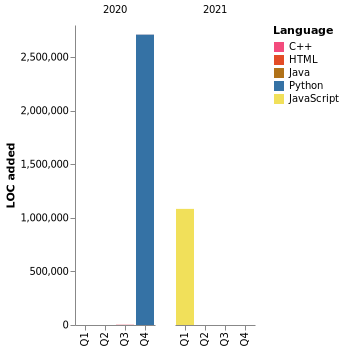 2020
2021
Language
C++
HTML
Java
Python
JavaScript
LOC added
2,500,000
2,000,000
1,500,000
1,000,000
500,000
0
Q1
Q2
Q3
Q4
Q1
Q2
Q3
Q4